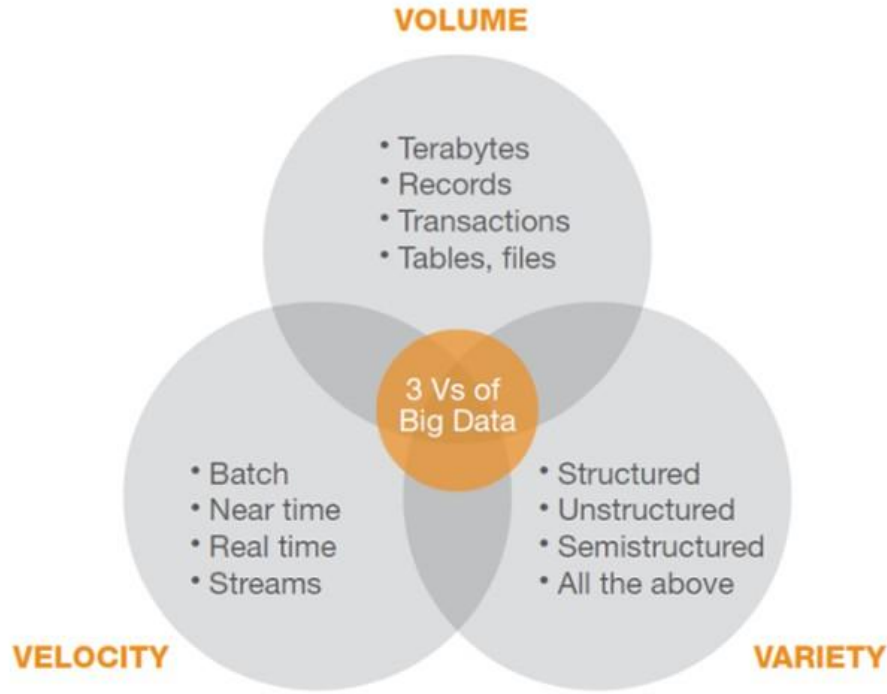 VOLUME
• Terabytes
• Records
• Transactions
• Tables, files
3 Vs of
Big Data
• Batch
• Near time
• Real time
• Streams
• Structured
• Unstructured
• Semistructured
• All the above
VELOCITY
VARIETY